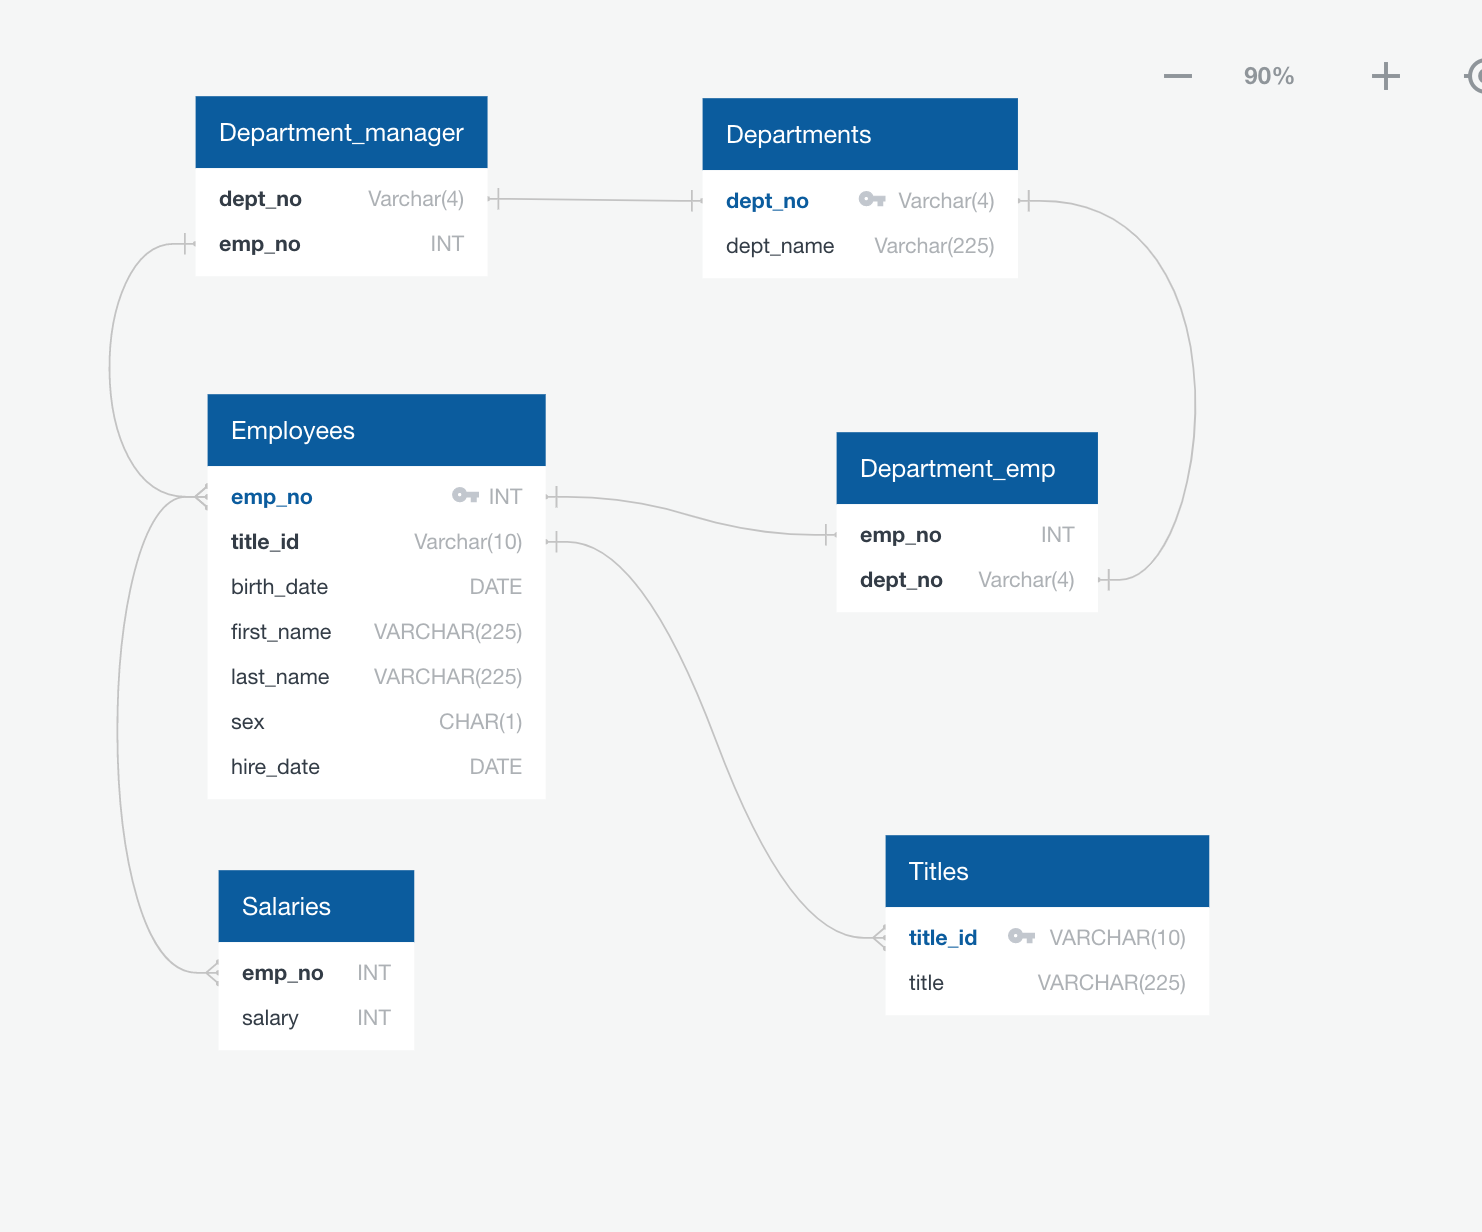 90%
Department_manager
dept_no Varchar(4)
emp_no INT
Departments
dept_no Varchar(4)
dept_name Varchar(225)
Employees
emp_no INT
title_id Varchar(10)
birth_date DATE
first_name VARCHAR(225)
last_name VARCHAR(225)
sex CHAR(1)
hire_date DATE
Department_emp
emp_no INT
dept_no Varchar(4)
Salaries
emp_no INT
salary INT
Titles
title_id VARCHAR(10)
title VARCHAR(225)